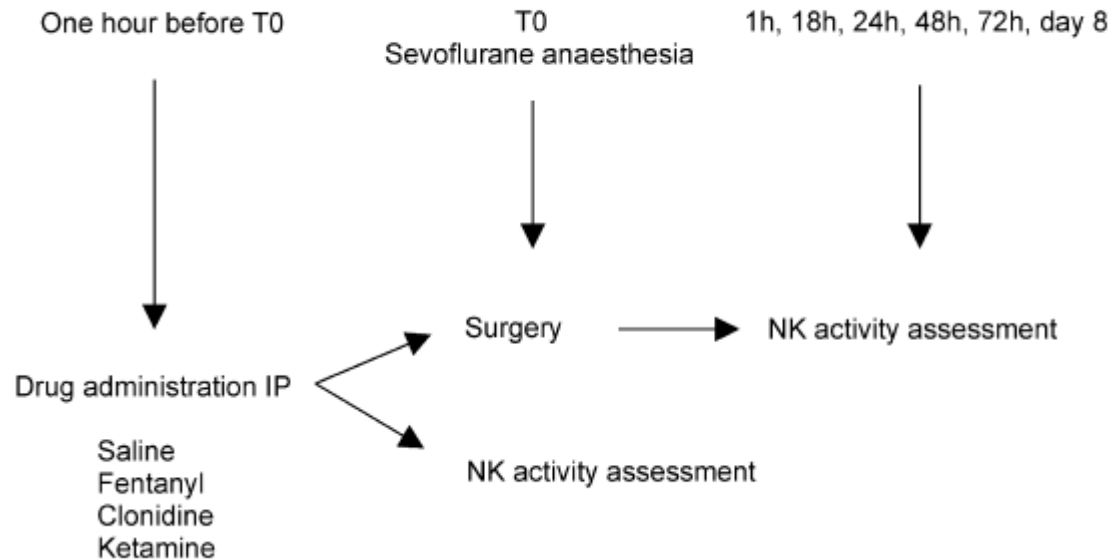 One hour before T0
T0
Sevoflurane anaesthesia
1h, 18h, 24h, 48h, 72h, day 8
Surgery
NK activity assessment
Drug administration IP
Saline
Fentanyl
Clonidine
Ketamine
NK activity assessment